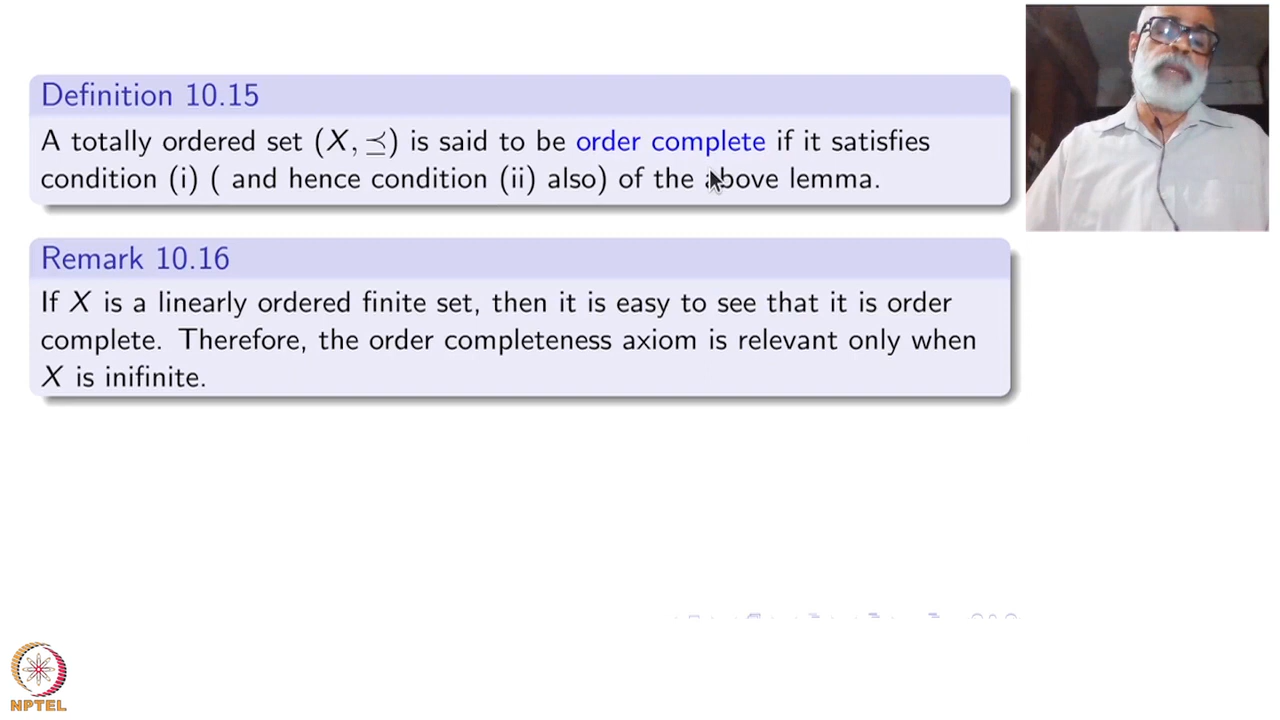 Definition 10.15
A totally ordered set (X, ⪯) is said to be order complete if it satisfies
condition (i) ( and hence condition (ii) also) of the above lemma.
Remark 10.16
If X is a linearly ordered finite set, then it is easy to see that it is order
complete. Therefore, the order completeness axiom is relevant only when
X is inifinite.
NPTEL